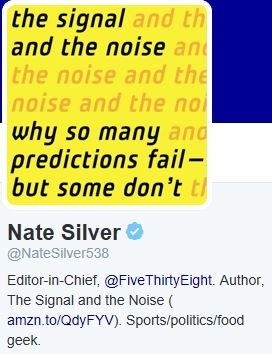 the signal and th
and the noise and
the noise and the
noise and the noi
why so many and
predictions fail—
but some don't th
Nate Silver
@NateSilver538
Editor-in-Chief, @FiveThirtyEight. Author,
The Signal and the Noise (
amzn.to/QdyFYV). Sports/politics/food
geek.